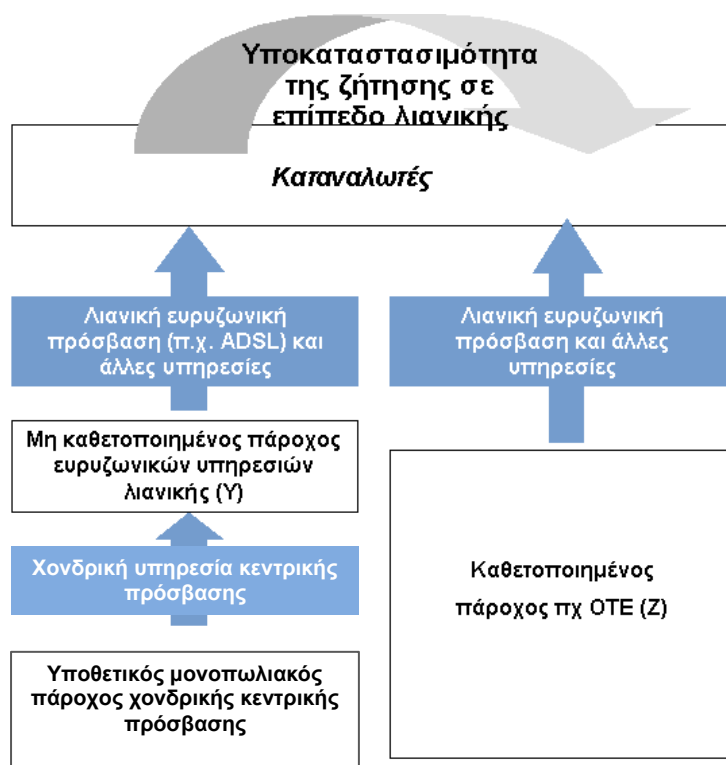 Υποκαταστασιμότητα
της ζήτησης σε
επίπεδο λιανικής
Καταναλωτές
Λιανική ευρυζωνική
πρόσβαση (π.χ. ADSL) και
άλλες υπηρεσίες
Λιανική ευρυζωνική
πρόσβαση και άλλες
υπηρεσίες
Μη καθετοποιημένος πάροχος
ευρυζωνικών υπηρεσιών
λιανικής (Υ)
Χονδρική υπηρεσία κεντρικής
πρόσβασης
Καθετοποιημένος
πάροχος πχ ΟΤΕ (Ζ)
Υποθετικός μονοπωλιακός
πάροχος χονδρικής κεντρικής
πρόσβασης